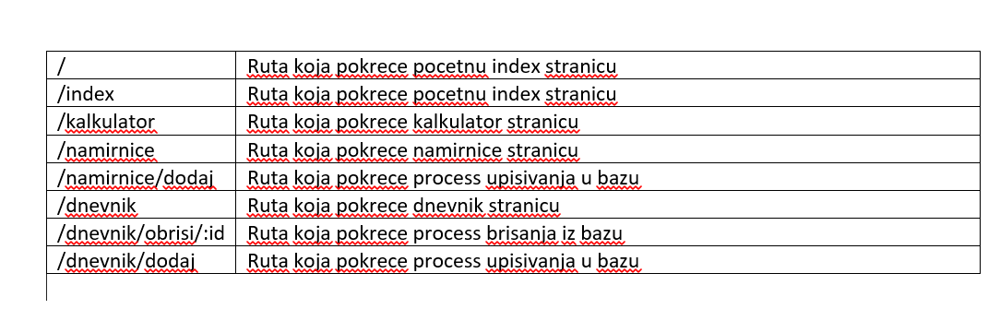 / Ruta koja pokrece pocetnu index stranicu
/index Ruta koja pokrece pocetnu index stranicu
/kalkulator Ruta koja pokrece kalkulator stranicu
/namirnice Ruta koja pokrece namirnice stranicu
/namirnice/dodaj Ruta koja pokrece process upisivanja u bazu
/dnevnik Ruta koja pokrece dnevnik stranicu
/dnevnik/obrisi/:id Ruta koja pokrece process brisanja iz bazu
/dnevnik/dodaj Ruta koja pokrece process upisivanja u bazu